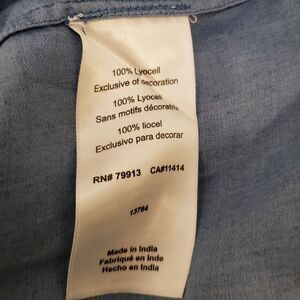 100% Lyocell
Exclusive of decoration
100% Lyocell
Sans motifs décoratifs
100% liocel
Exclusivo para decorar
RN# 79913 CA#11414
13784
Made in India
Fabriqué en Inde
Hecho en India